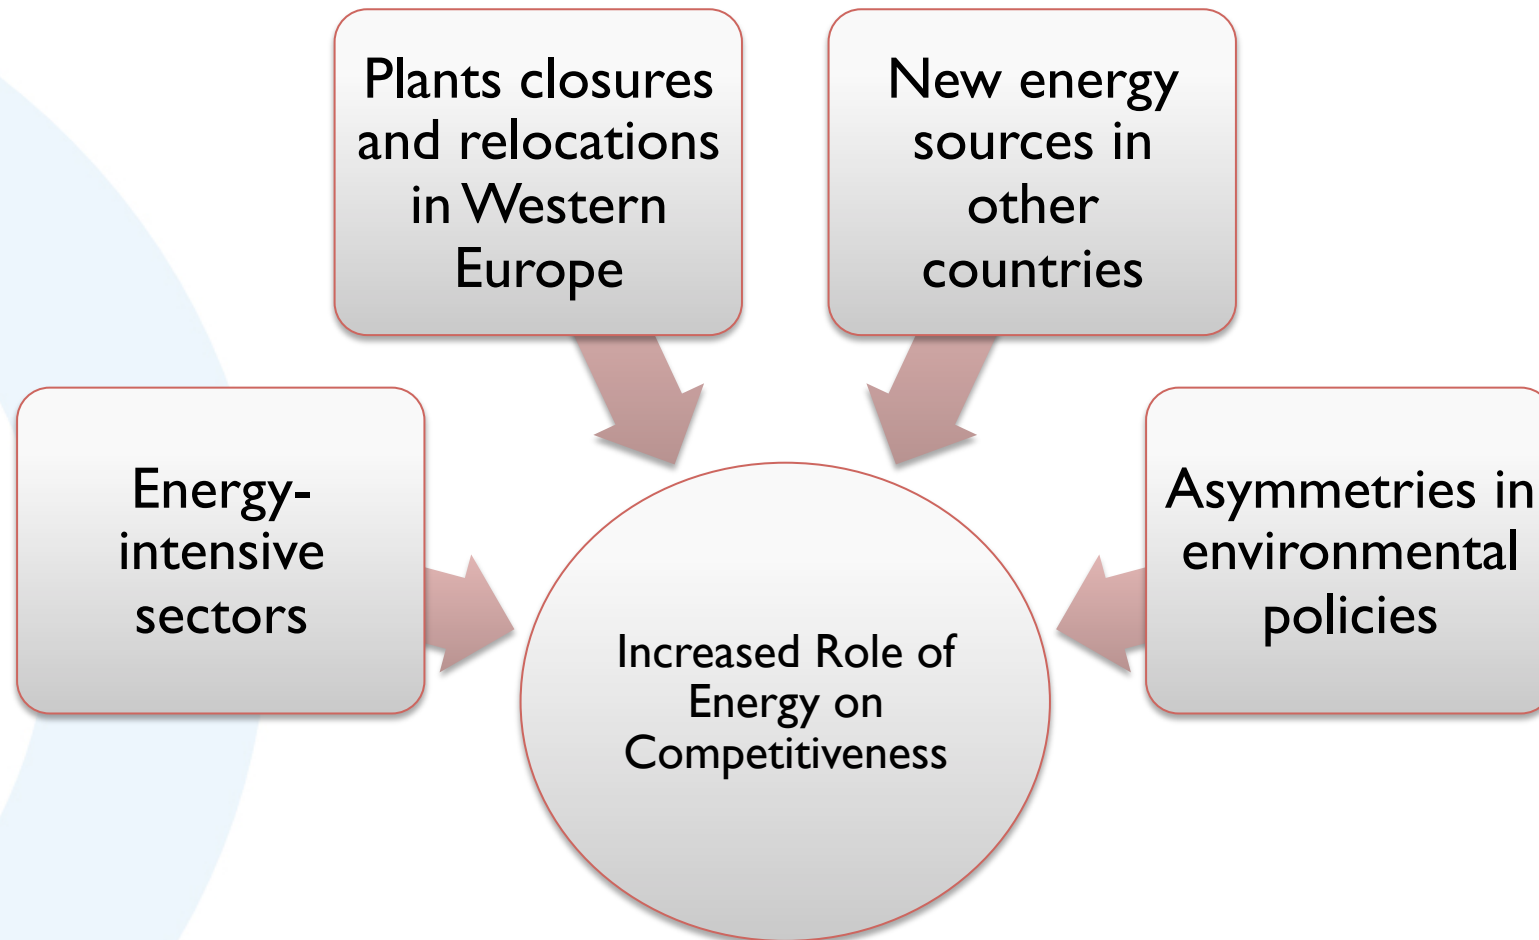 Plants closures
and relocations
in Western
Europe
New energy
sources in
other
countries
Energy-
intensive
sectors
Asymmetries in
environmental
policies
Increased Role of
Energy on
Competitiveness